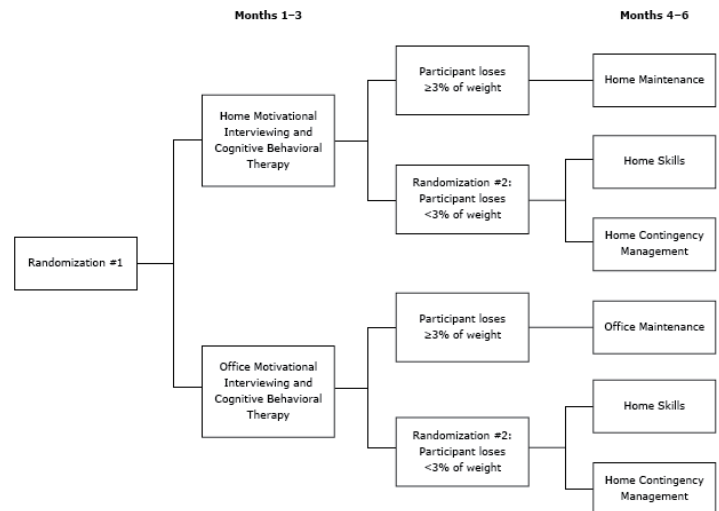 Months 1–3
Months 4–6
Randomization #1
Home Motivational
Interviewing and
Cognitive Behavioral
Therapy
Participant loses
≥3% of weight
Home Maintenance
Randomization #2:
Participant loses
<3% of weight
Home Skills
Home Contingency
Management
Office Motivational
Interviewing and
Cognitive Behavioral
Therapy
Participant loses
≥3% of weight
Office Maintenance
Randomization #2:
Participant loses
<3% of weight
Home Skills
Home Contingency
Management